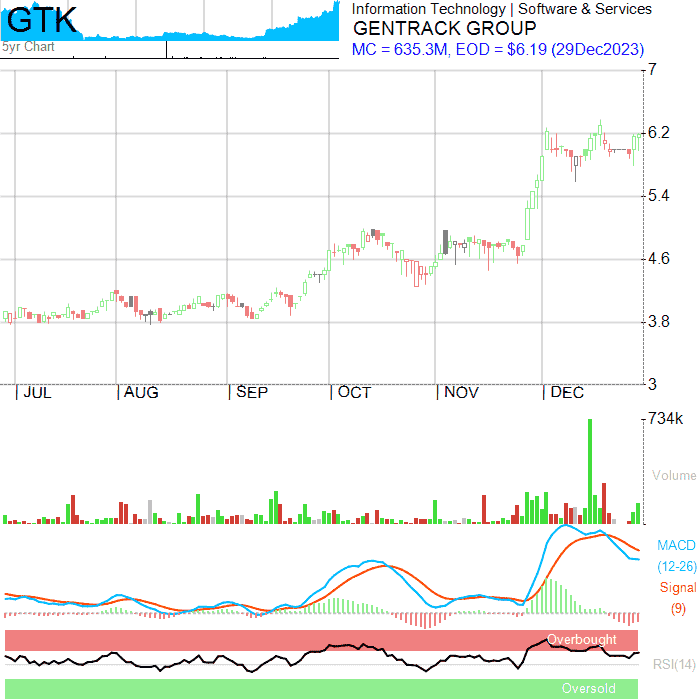 GTK
5yr Chart
Information Technology | Software & Services
GENTRACK GROUP
MC = 635.3M, EOD = $6.19 (29Dec2023)
7
6.2
5.4
4.6
3.8
3
JUL
AUG
SEP
OCT
NOV
DEC
734k
Volume
MACD
(12-26)
Signal
(9)
Overbought
RSI(14)
Oversold